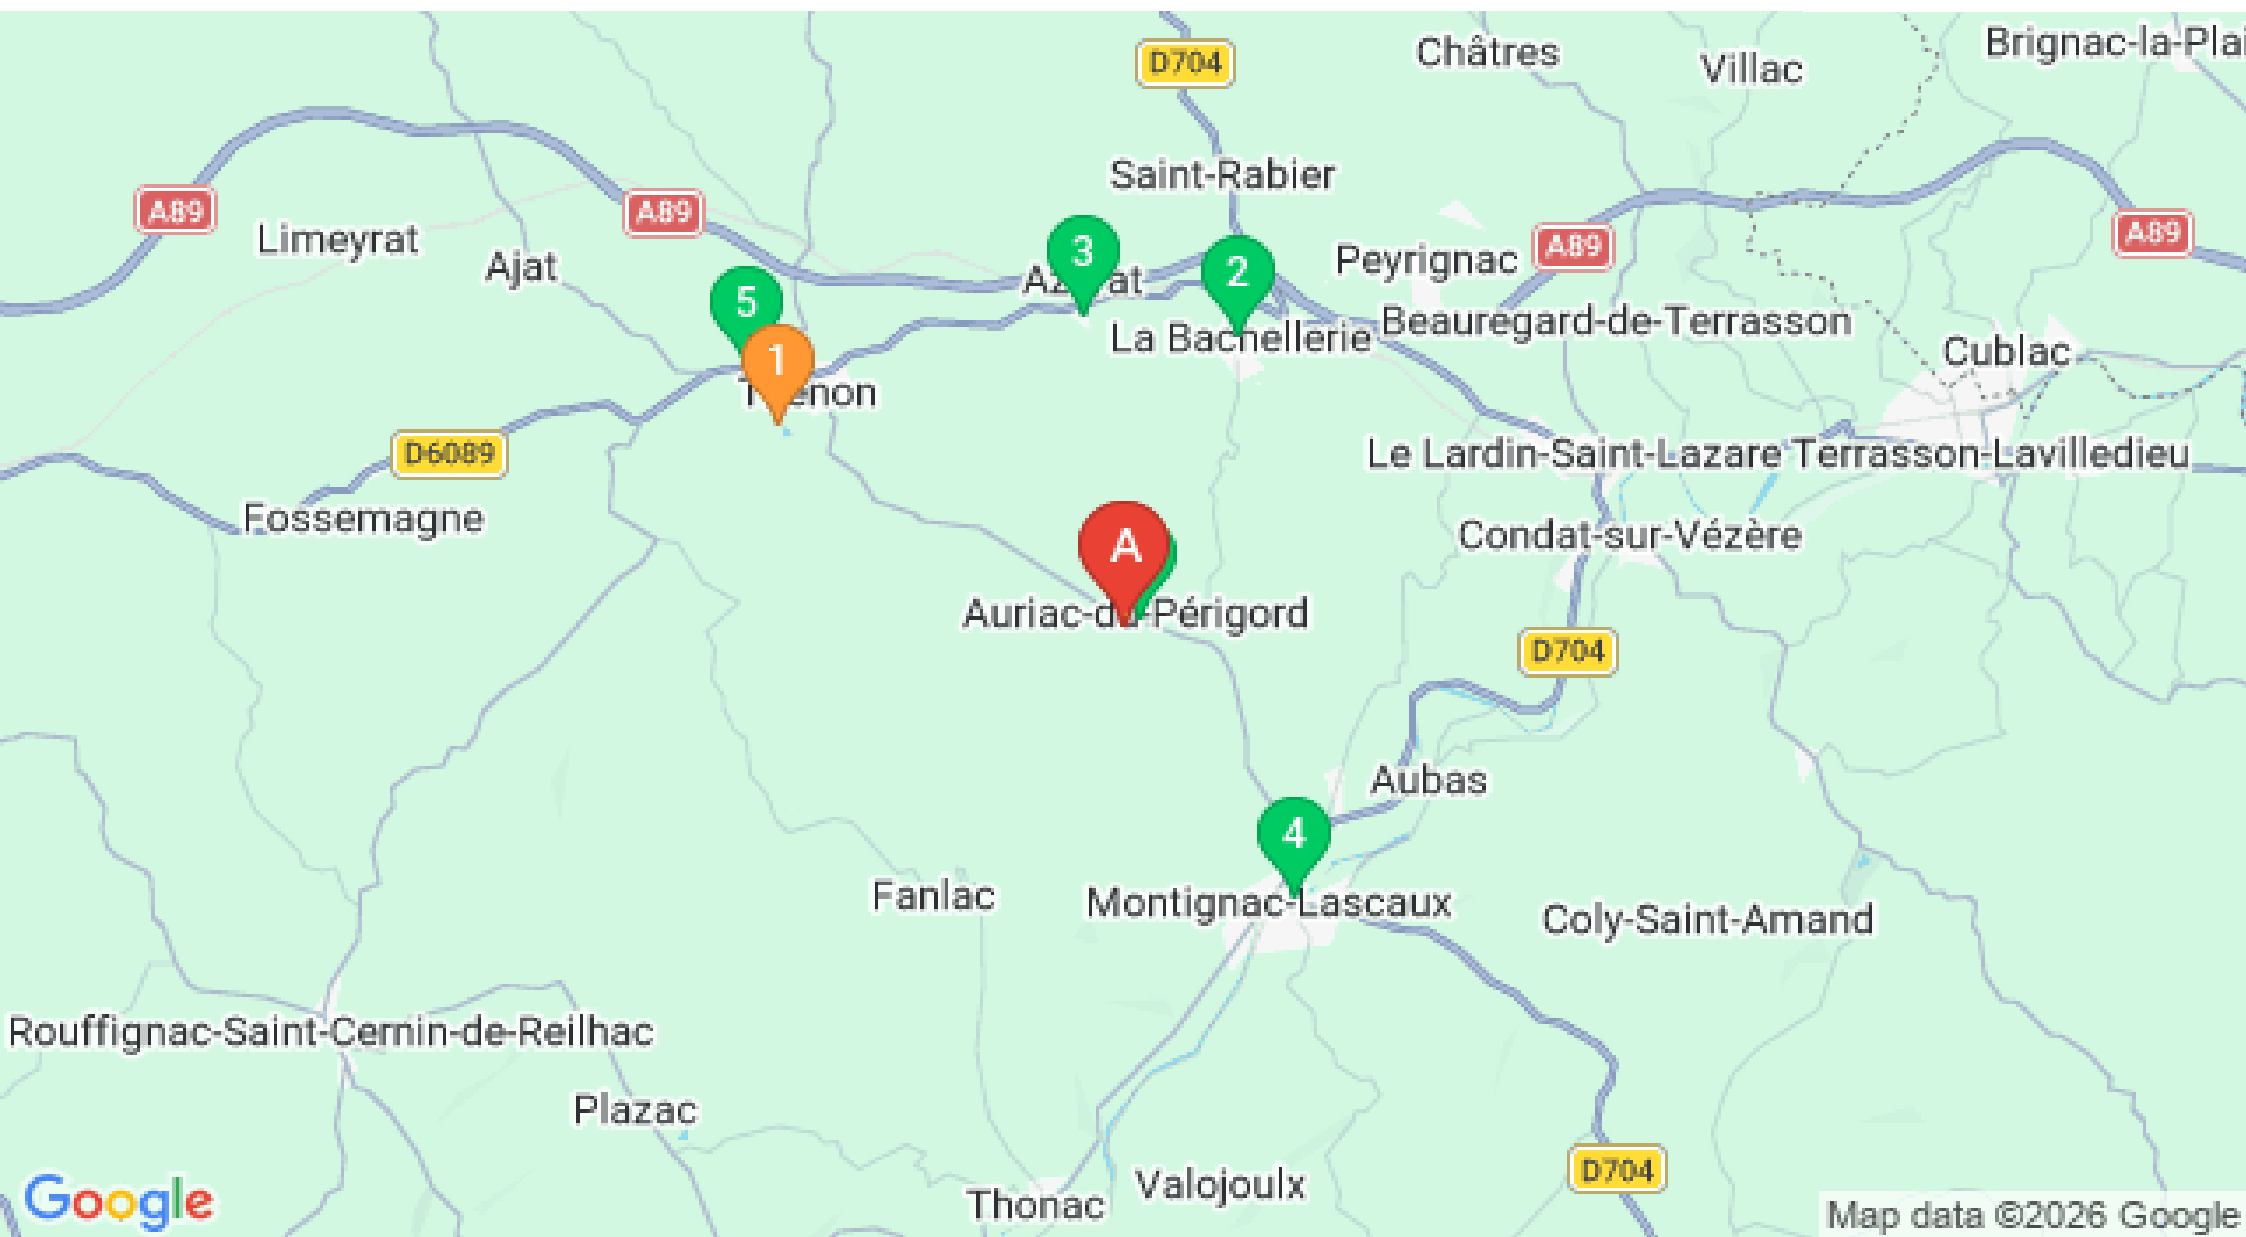 Châtres
Villac
Brignac-la-Plai
D704
Saint-Rabier
A89
A89
A89
A89
Limeyrat
Ajat
Peyrignac
3
2
5
1
La Bachellerie
Beauregard-de-Terrasson
Cublac
D6089
Le Lardin-Saint-Lazare
Terrasson-Lavilledieu
Fossemagne
Condat-sur-Vézère
A
Auriac-du-Périgord
D704
Aubas
4
Fanlac
Montignac-Lascaux
Coly-Saint-Amand
Rouffignac-Saint-Cernin-de-Reilhac
Plazac
D704
Valojoulx
Thonac
Google
Map data ©2026 Google